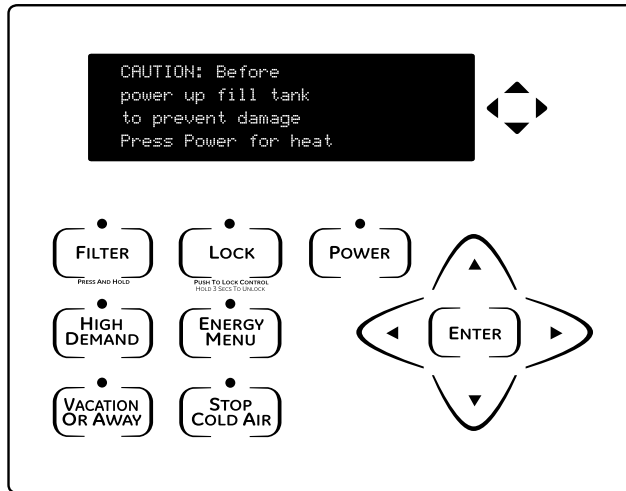 CAUTION: Before
power up fill tank
to prevent damage
Press Power for heat
FILTER
LOCK
POWER
PRESS AND HOLD
PUSH TO LOCK CONTROL
HOLD 3 SECS TO UNLOCK
HIGH
DEMAND
ENERGY
MENU
ENTER
VACATION
OR AWAY
STOP
COLD AIR